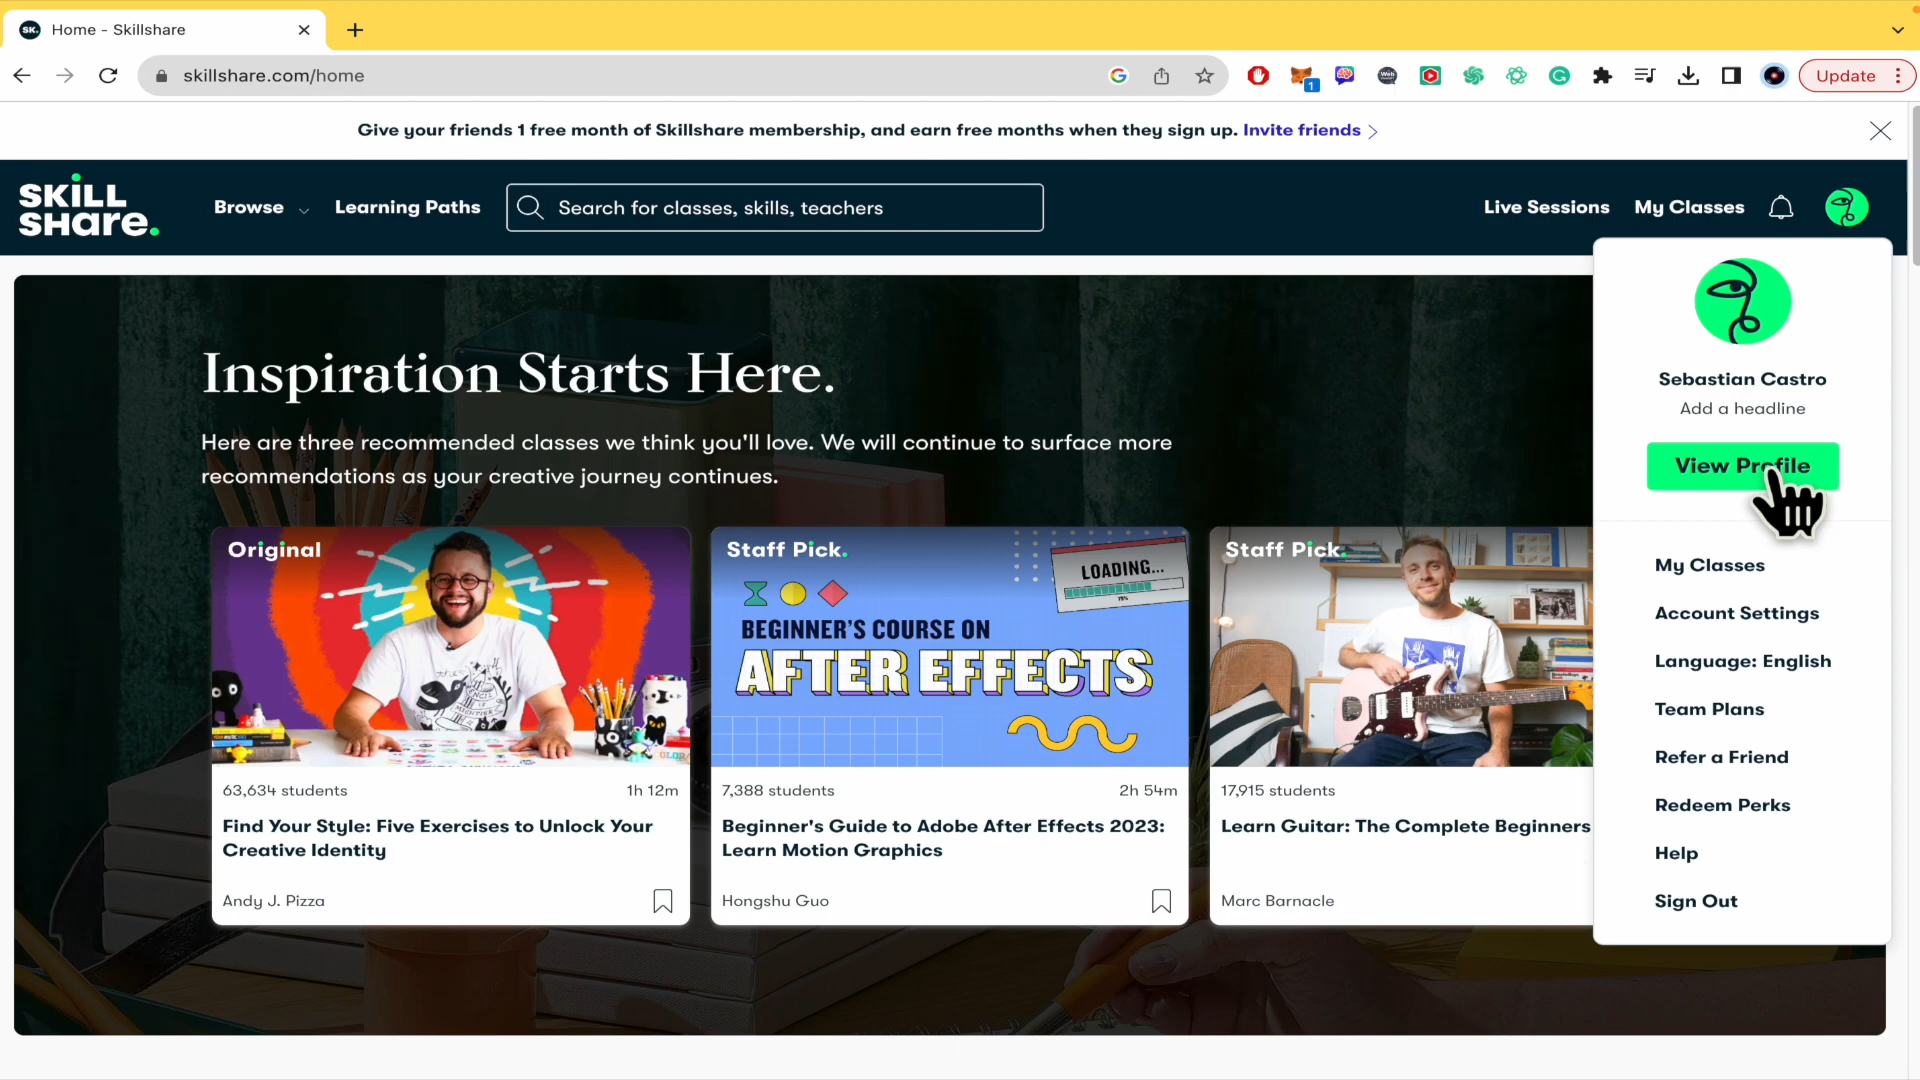 SK.
Home - Skillshare
skillshare.com/home
1
Update
Give your friends 1 free month of Skillshare membership, and earn free months when they sign up. Invite friends
SKiLL
SHare.
Browse
Learning Paths
Search for classes, skills, teachers
Live Sessions
My Classes
Inspiration Starts Here.
Here are three recommended classes we think you'll love. We will continue to surface more
recommendations as your creative journey continues.
Original
63,634 students
1h 12m
Find Your Style: Five Exercises to Unlock Your
Creative Identity
Andy J. Pizza
Staff Pick.
LOADING...
BEGINNER'S COURSE ON
AFTER EFFECTS
7,388 students
2h 54m
Beginner's Guide to Adobe After Effects 2023:
Learn Motion Graphics
Hongshu Guo
Staff Pick.
17,915 students
Learn Guitar: The Complete Beginners
Marc Barnacle
Sebastian Castro
Add a headline
View Profile
My Classes
Account Settings
Language: English
Team Plans
Refer a Friend
Redeem Perks
Help
Sign Out